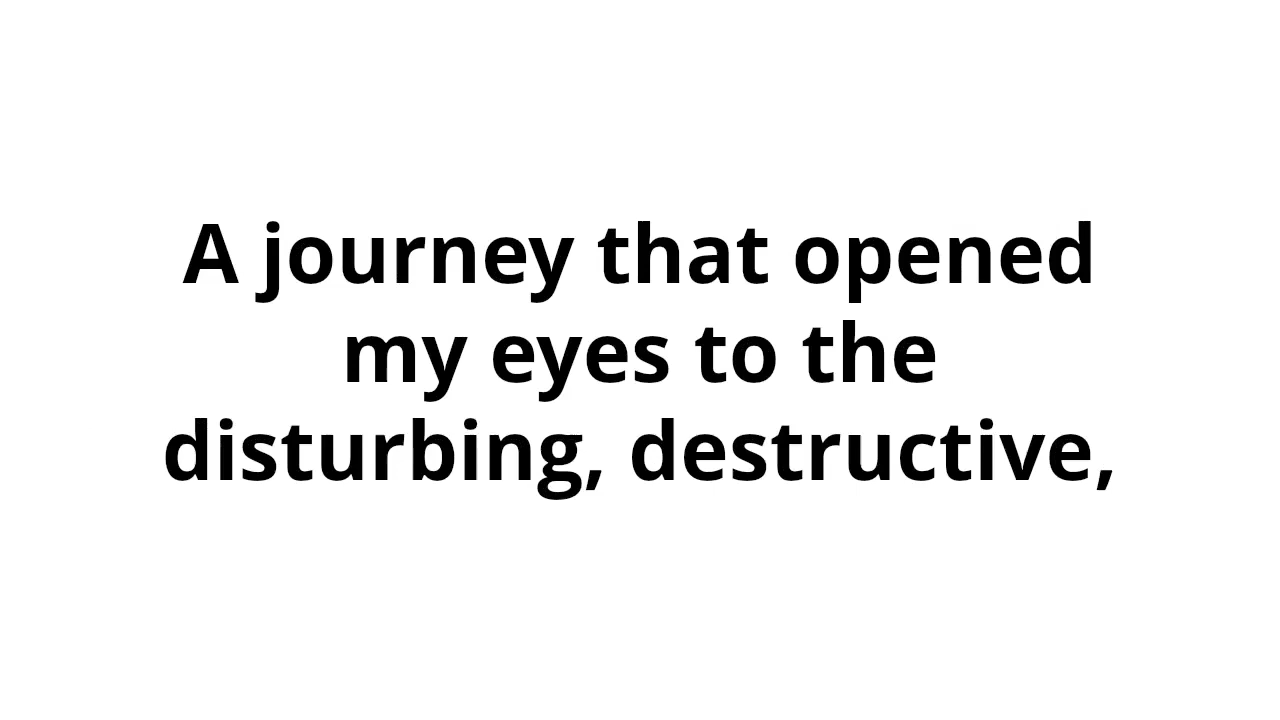 A journey that opened
my eyes to the
disturbing, destructive,